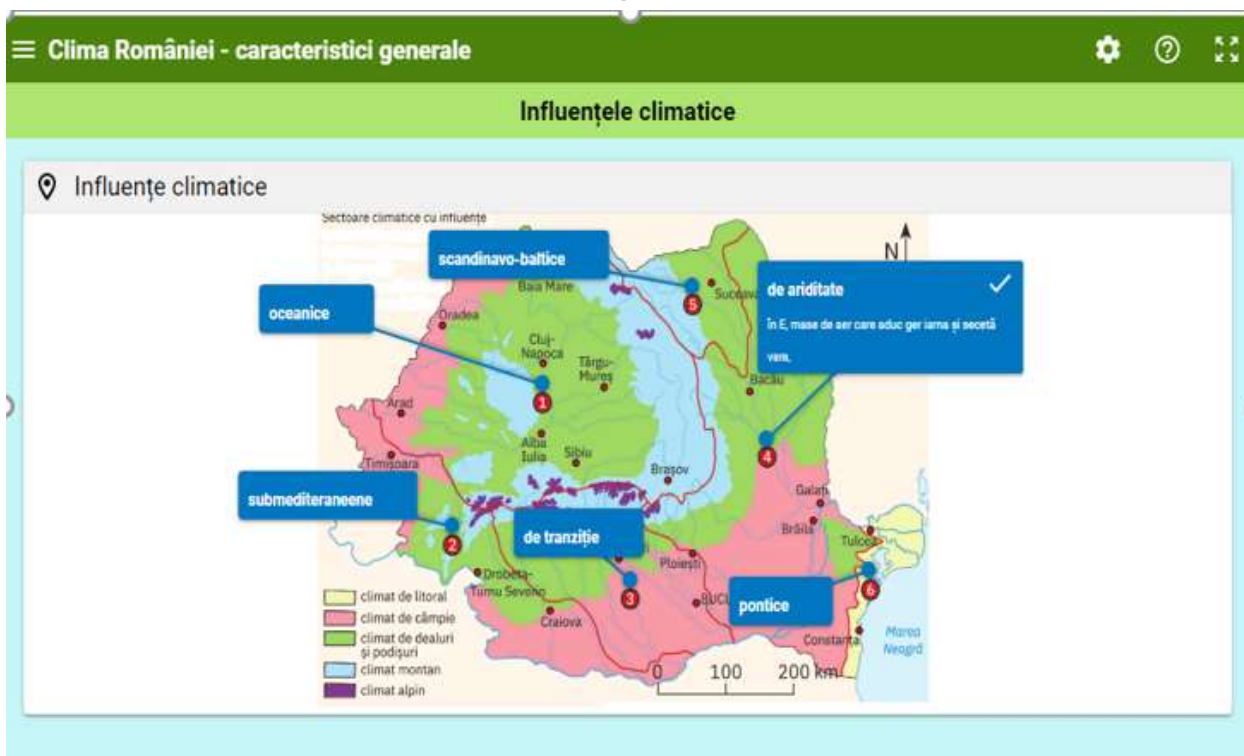 Clima României - caracteristici generale
Influențele climatice
Influențe climatice
Sectoare climatice cu influențe
N
scandinavo-baltice
5
Suceava
de ariditate
În E, mase de aer care aduc ger iarna și secetă
vara.
Baia Mare
oceanice
Oradea
Cluj-
Napoca
Târgu-
Mureș
Bacău
1
Arad
Alba
Iulia
Sibiu
4
Timișoara
Brașov
submediteraneene
Galați
Brăila
Tulcea
de tranziție
2
Ploiești
Drobeta-
Turnu Severin
3
pontice
6
Craiova
Constanța
Marea
Neagră
climat de litoral
climat de câmpie
climat de dealuri
și podișuri
climat montan
climat alpin
0 100 200 km